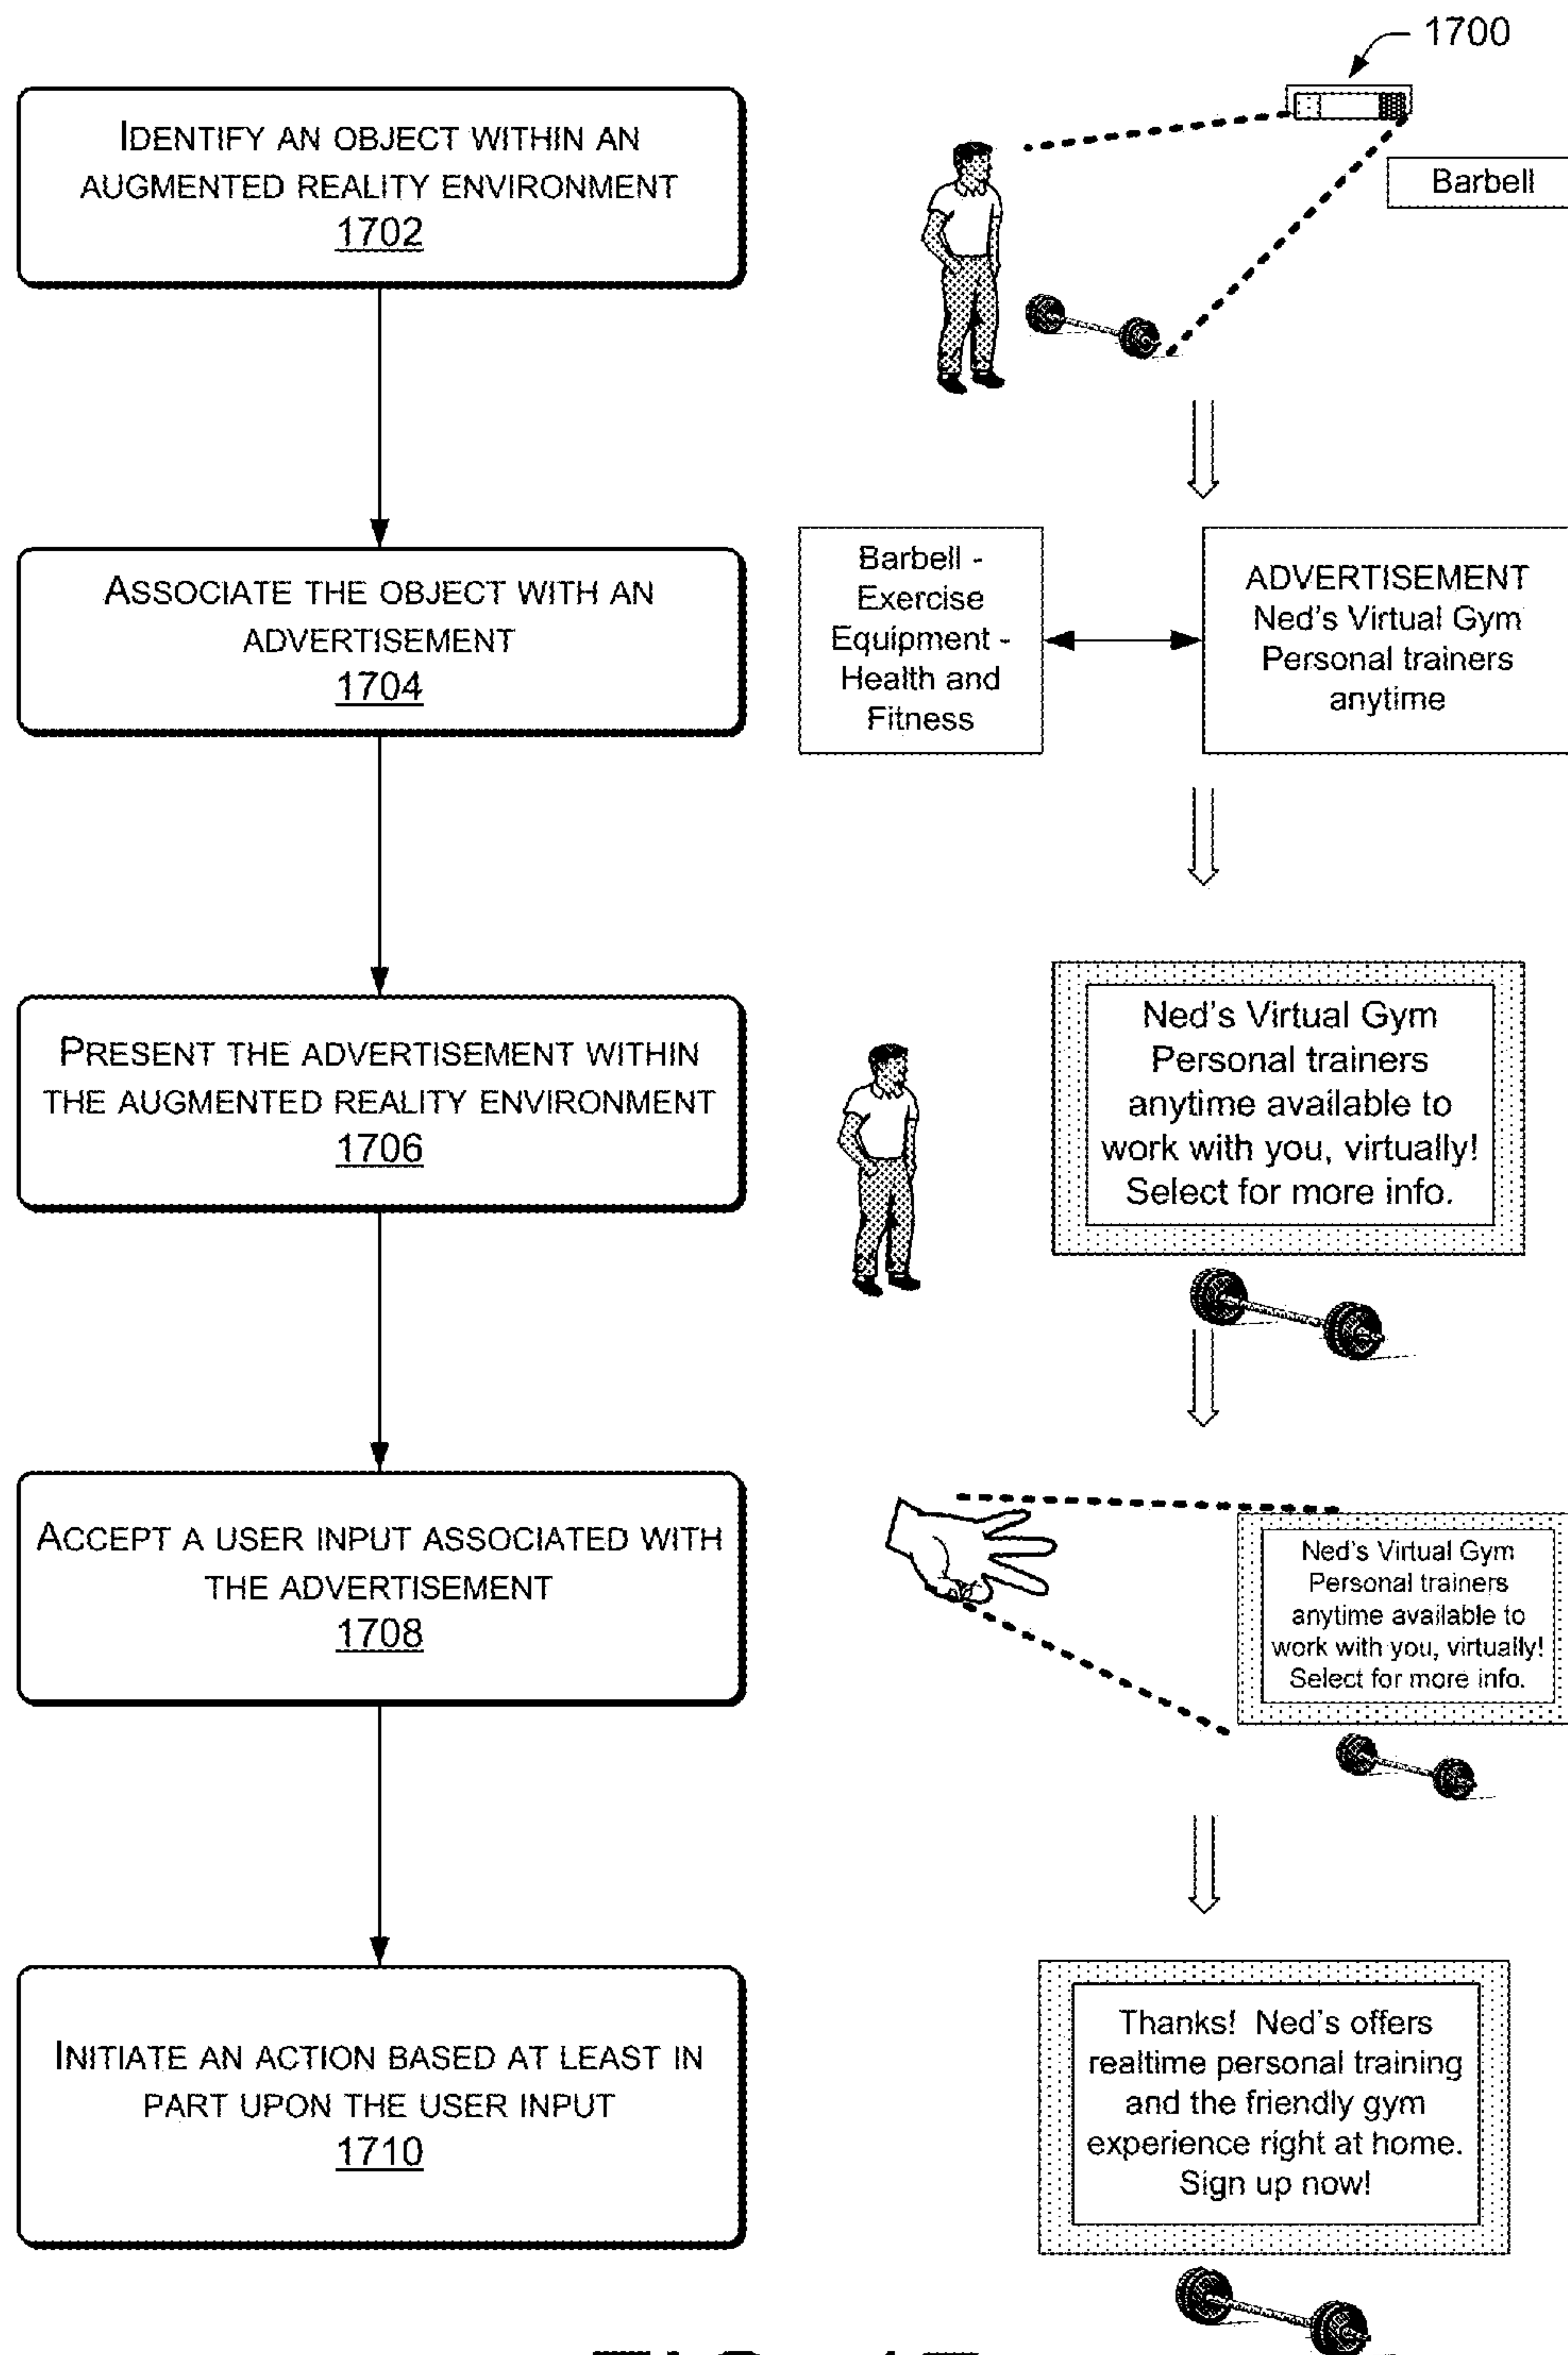 1700
IDENTIFY AN OBJECT WITHIN AN
AUGMENTED REALITY ENVIRONMENT
1702
Barbell
ASSOCIATE THE OBJECT WITH AN
ADVERTISEMENT
1704
Barbell -
Exercise
Equipment -
Health and
Fitness
ADVERTISEMENT
Ned's Virtual Gym
Personal trainers
anytime
PRESENT THE ADVERTISEMENT WITHIN
THE AUGMENTED REALITY ENVIRONMENT
1706
Ned's Virtual Gym
Personal trainers
anytime available to
work with you, virtually!
Select for more info.
ACCEPT A USER INPUT ASSOCIATED WITH
THE ADVERTISEMENT
1708
Ned's Virtual Gym
Personal trainers
anytime available to
work with you, virtually!
Select for more info.
INITIATE AN ACTION BASED AT LEAST IN
PART UPON THE USER INPUT
1710
Thanks! Ned's offers
realtime personal training
and the friendly gym
experience right at home.
Sign up now!